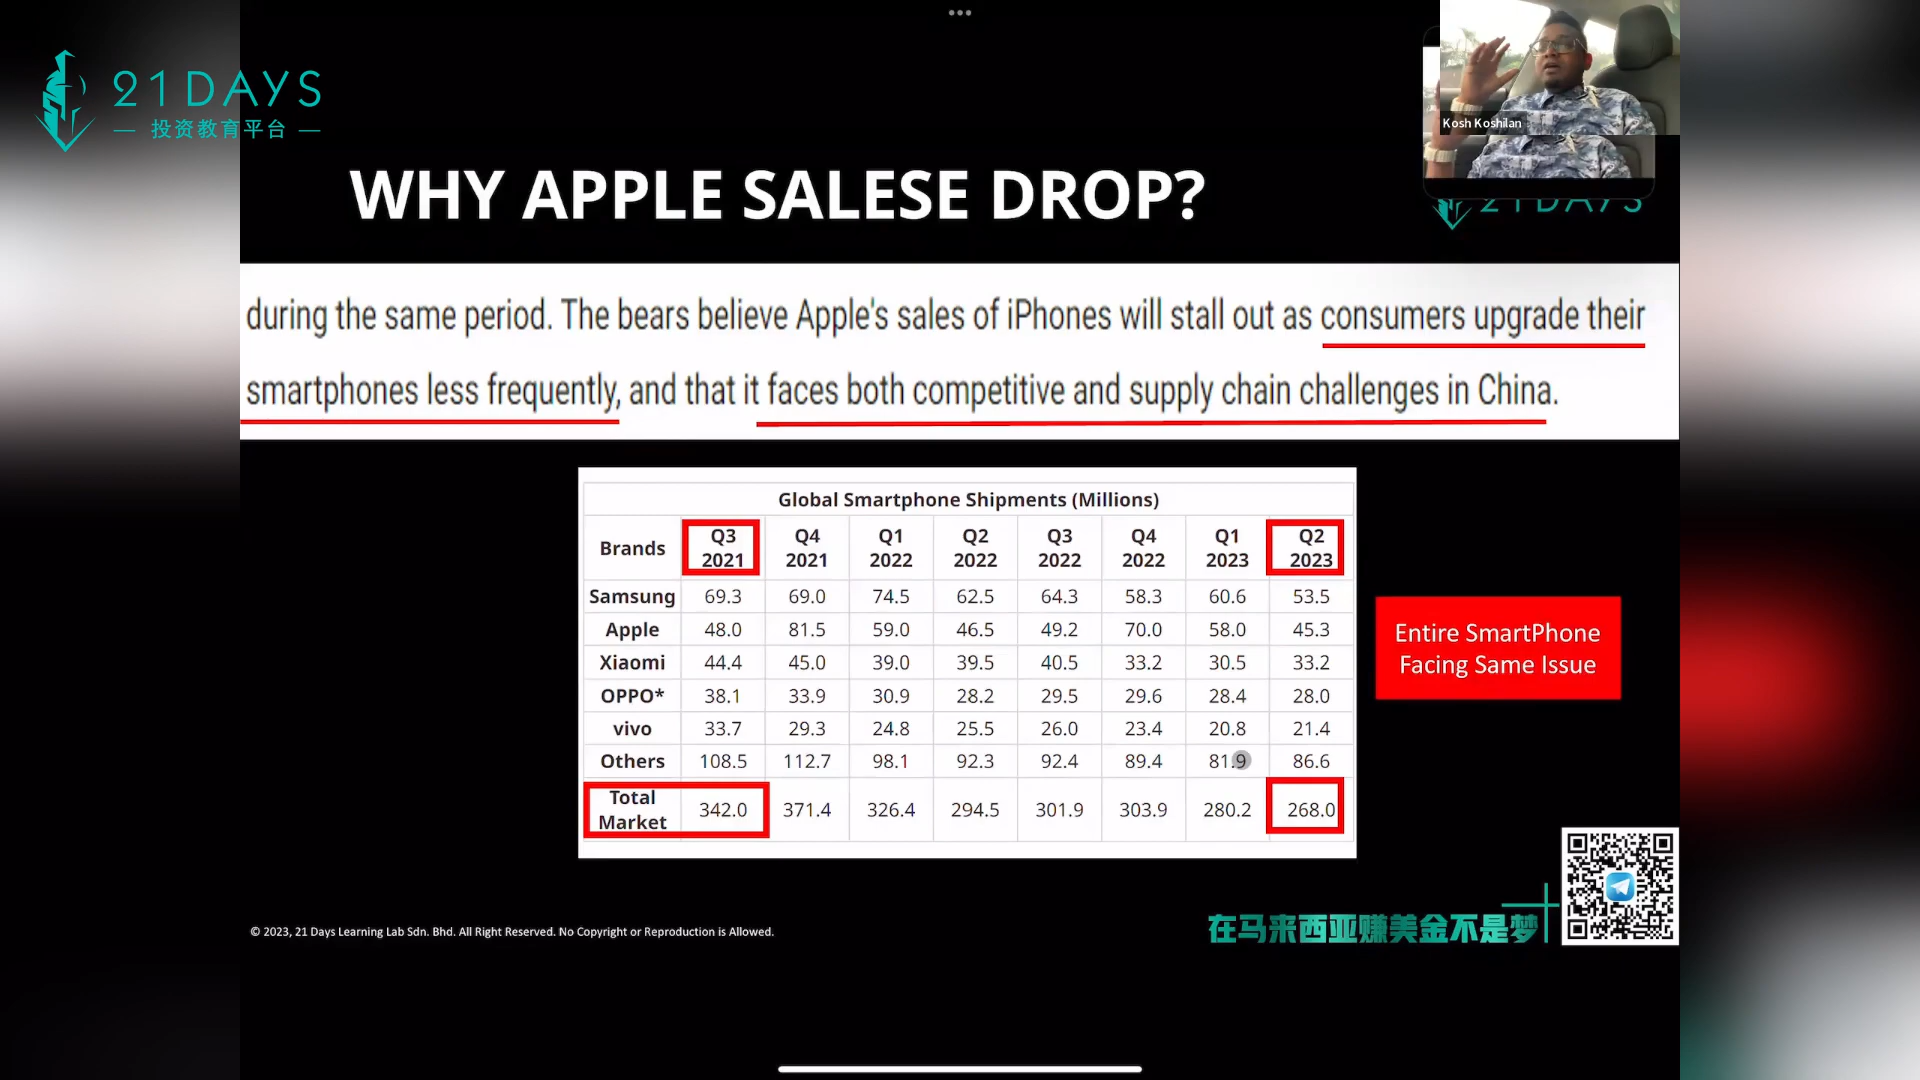 21DAYS
— 投资教育平台 —
Kosh Koshilan
21DAYS
WHY APPLE SALESE DROP?
during the same period. The bears believe Apple's sales of iPhones will stall out as consumers upgrade their
smartphones less frequently, and that it faces both competitive and supply chain challenges in China.
Global Smartphone Shipments (Millions)
Brands Q3 2021 Q4 2021 Q1 2022 Q2 2022 Q3 2022 Q4 2022 Q1 2023 Q2 2023
Samsung 69.3 69.0 74.5 62.5 64.3 58.3 60.6 53.5
Apple 48.0 81.5 59.0 46.5 49.2 70.0 58.0 45.3
Xiaomi 44.4 45.0 39.0 39.5 40.5 33.2 30.5 33.2
OPPO* 38.1 33.9 30.9 28.2 29.5 29.6 28.4 28.0
vivo 33.7 29.3 24.8 25.5 26.0 23.4 20.8 21.4
Others 108.5 112.7 98.1 92.3 92.4 89.4 81.9 86.6
Total Market 342.0 371.4 326.4 294.5 301.9 303.9 280.2 268.0
Entire SmartPhone
Facing Same Issue
© 2023, 21 Days Learning Lab Sdn. Bhd. All Right Reserved. No Copyright or Reproduction is Allowed.
在马来西亚赚美金不是梦